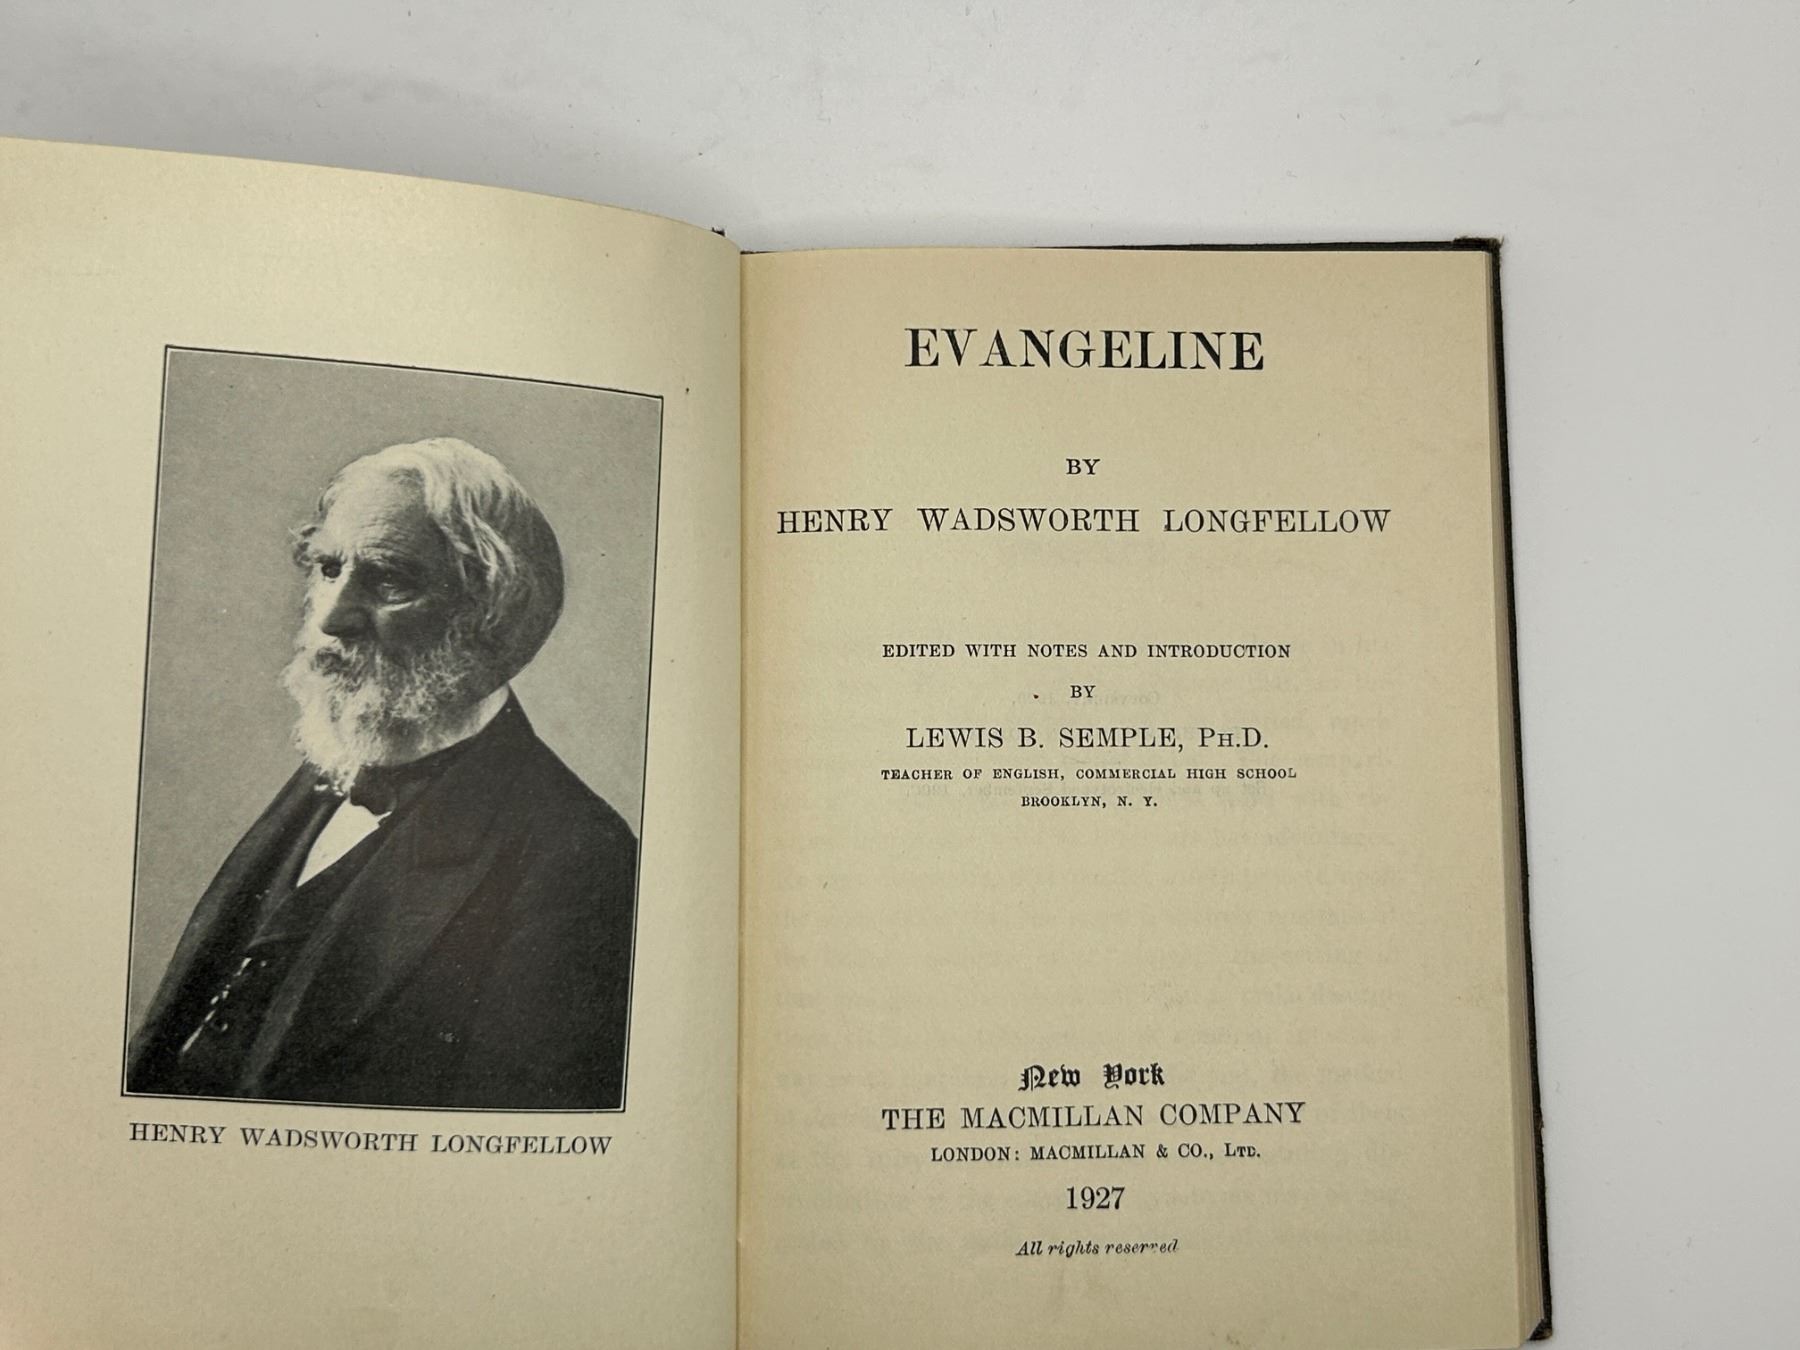 HENRY WADSWORTH LONGFELLOW
EVANGELINE
BY
HENRY WADSWORTH LONGFELLOW
EDITED WITH NOTES AND INTRODUCTION
BY
LEWIS B. SEMPLE, PH.D.
TEACHER OF ENGLISH, COMMERCIAL HIGH SCHOOL
BROOKLYN, N. Y.
New York
THE MACMILLAN COMPANY
LONDON: MACMILLAN & CO., LTD.
1927
All rights reserved